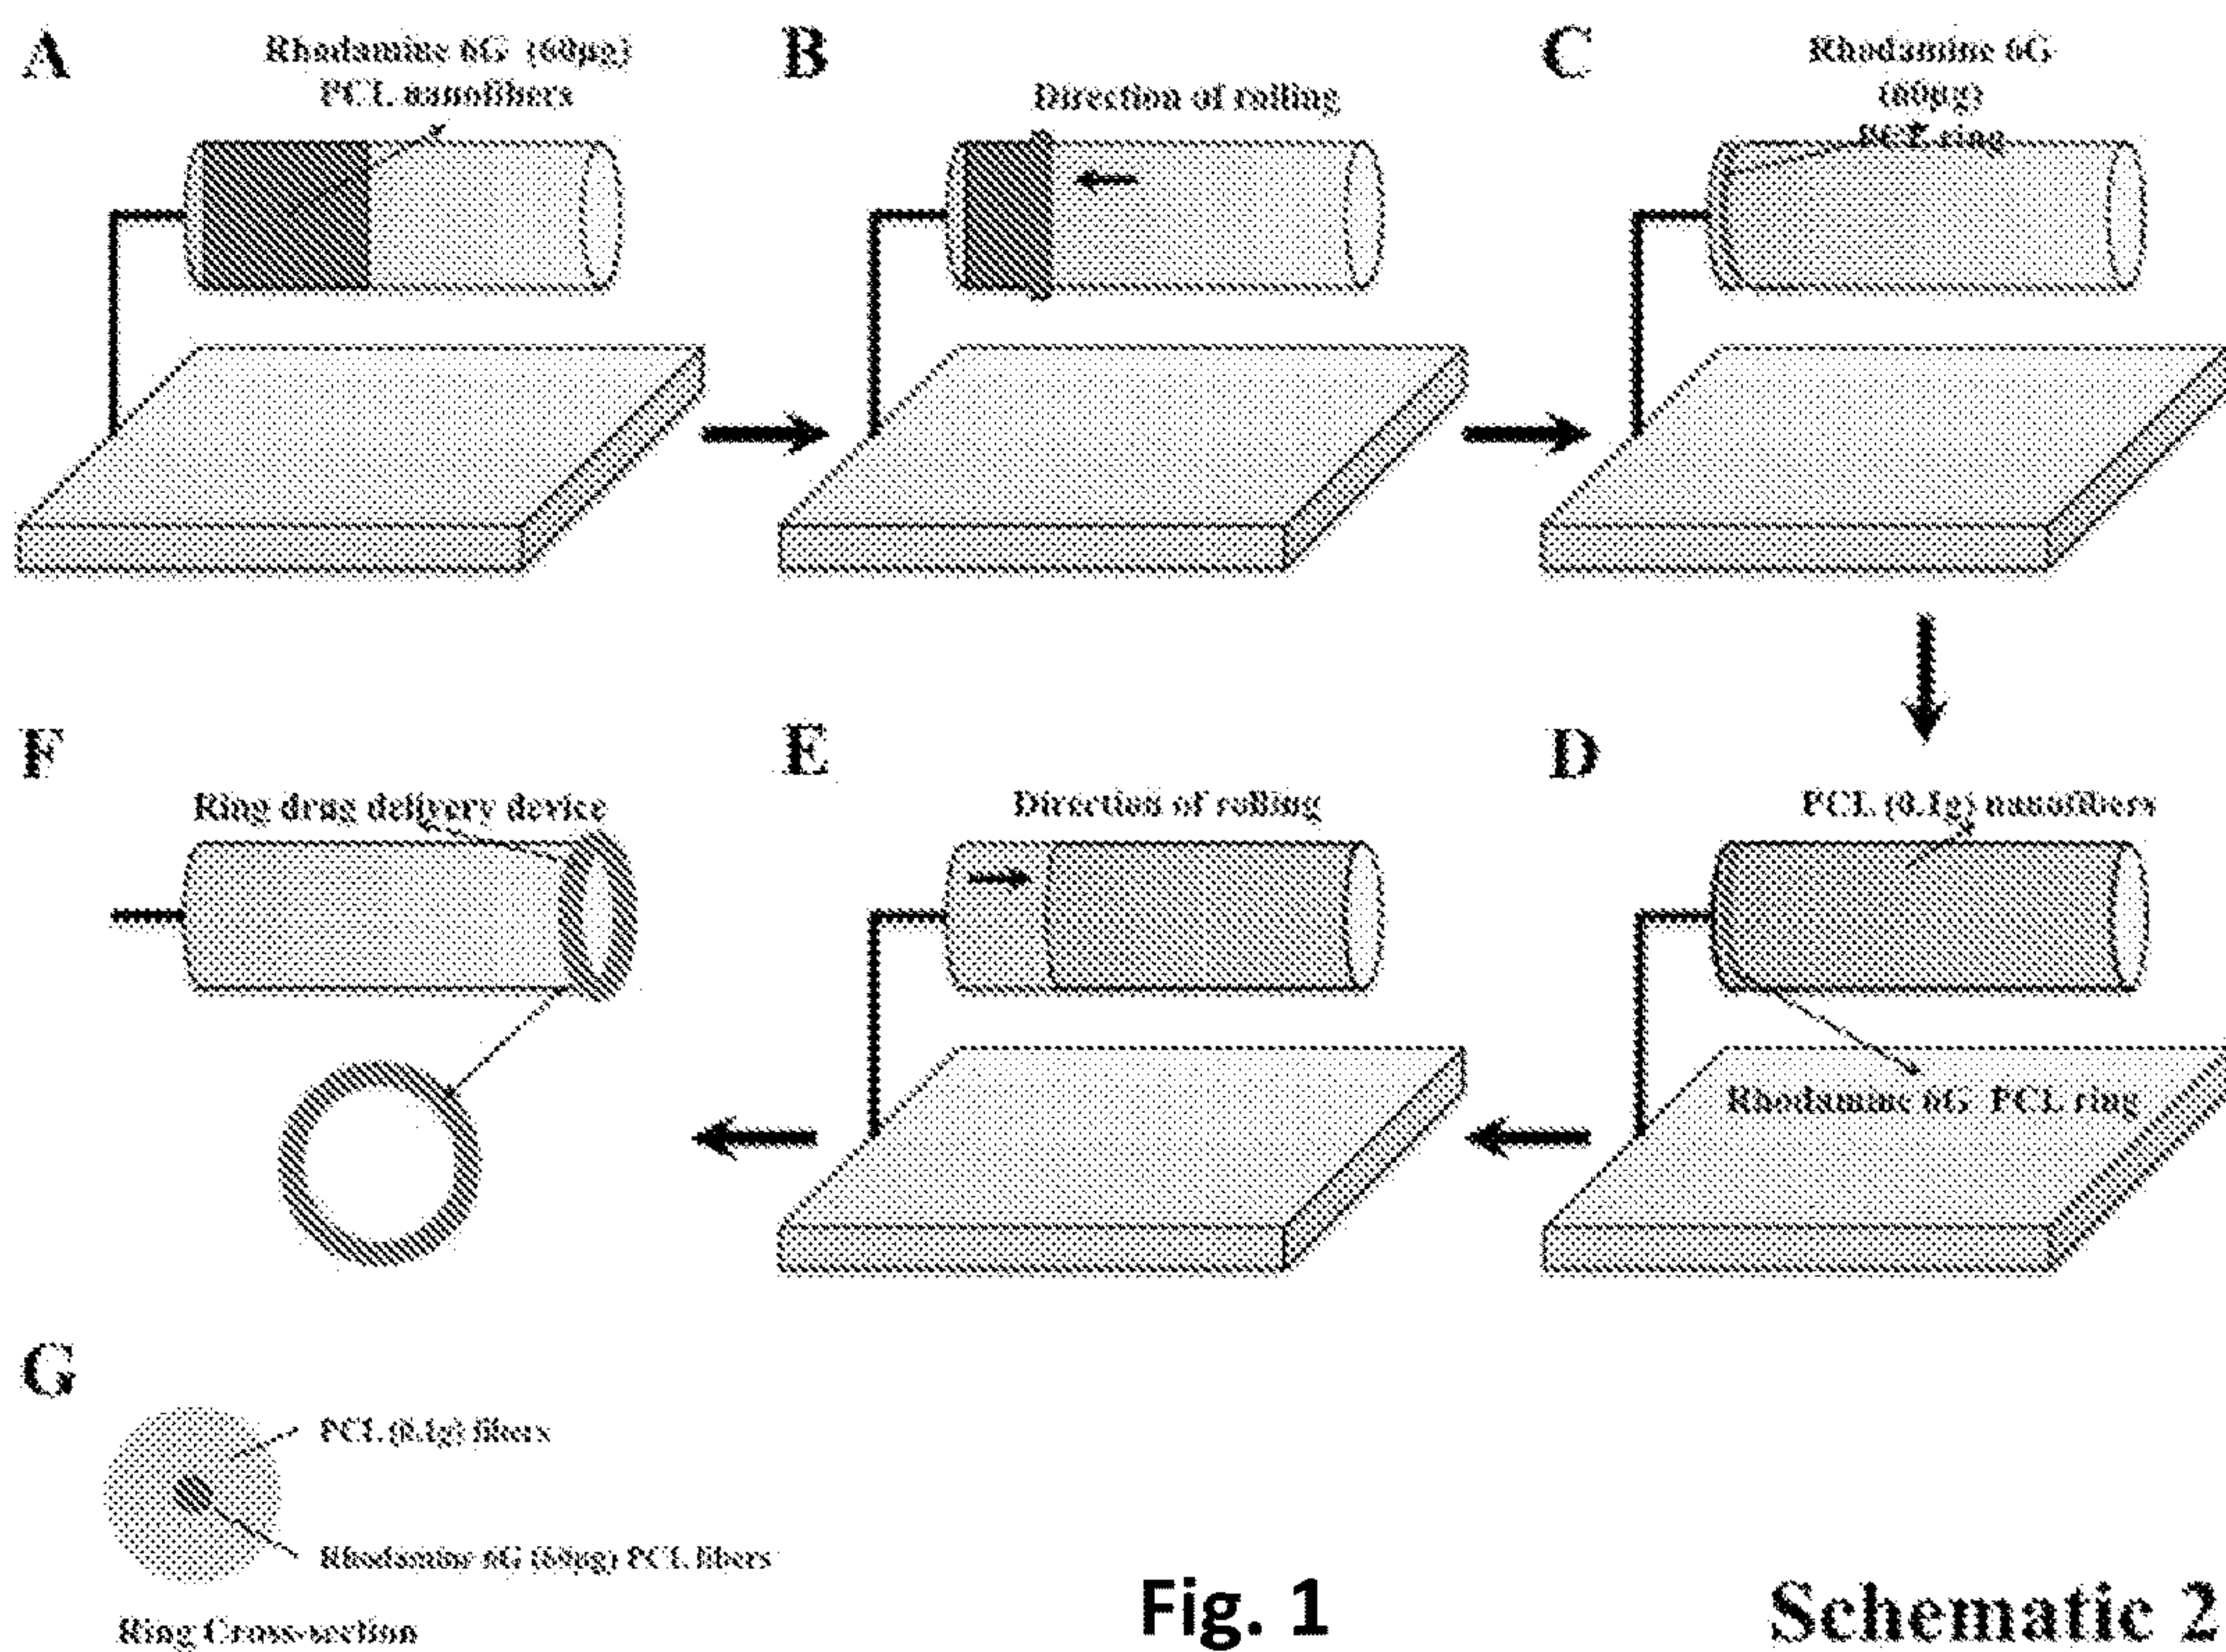 A
Rhodamine 6G (60µg)
PCL nanofibers
B
Direction of rolling
C
Rhodamine 6G
(60µg)
PCL ring
F
Ring drug delivery device
E
Direction of rolling
D
PCL (0.1g) nanofibers
Rhodamine 6G PCL ring
G
PCL (0.1g) fibers
Rhodamine 6G (60µg) PCL fibers
Ring Cross-section
Fig. 1
Schematic 2